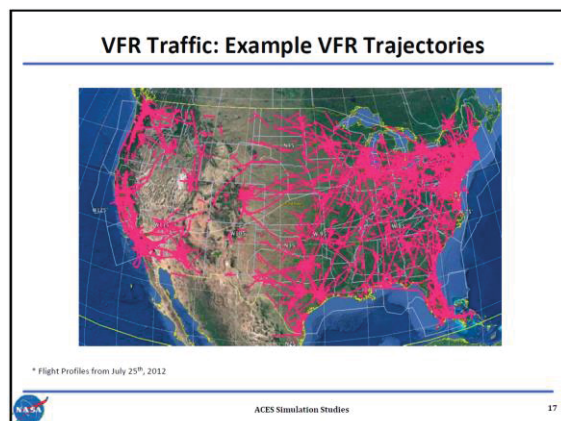 VFR Traffic: Example VFR Trajectories
* Flight Profiles from July 25th, 2012
NASA
ACES Simulation Studies
17